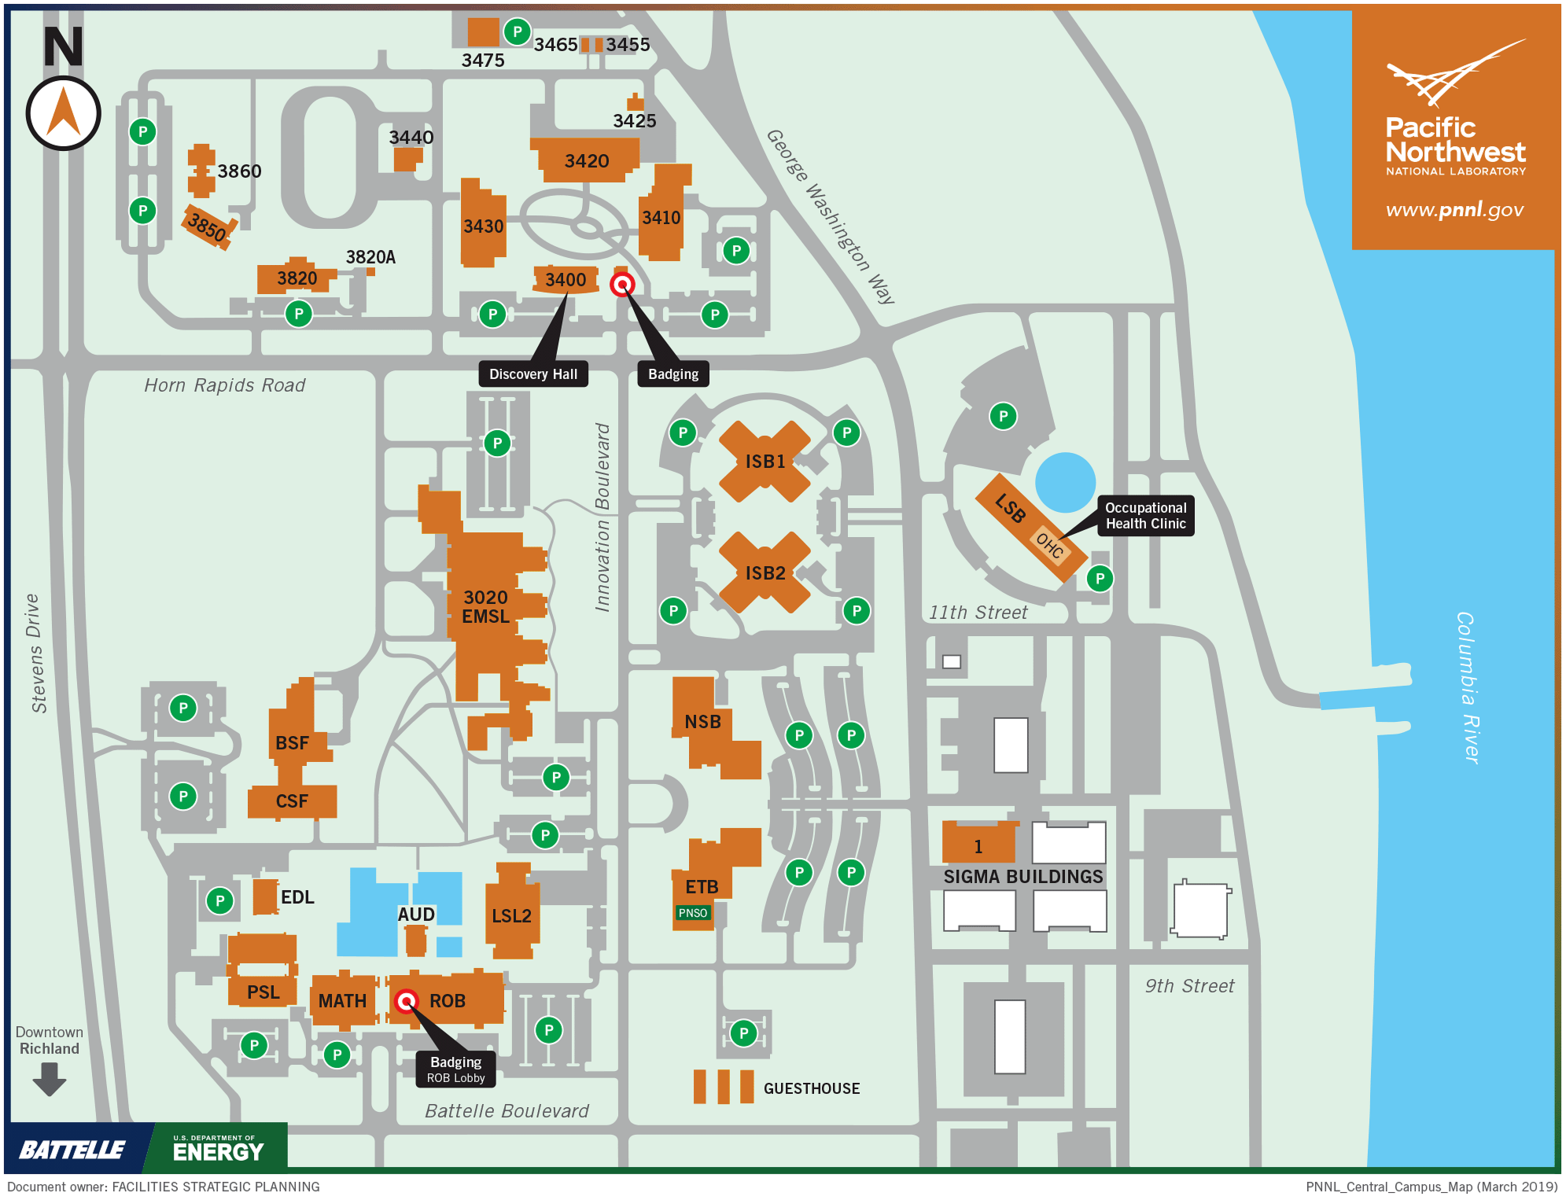 N
P
3475
3465
3455
3425
P
3440
3420
3860
P
3850
3430
3410
George Washington Way
P
3820A
3820
3400
P
P
P
Discovery Hall
Badging
Horn Rapids Road
Pacific
Northwest
NATIONAL LABORATORY
www.pnnl.gov
P
P
P
P
ISB1
Innovation Boulevard
LSB
OHC
Occupational
Health Clinic
P
ISB2
3020
EMSL
P
P
11th Street
Stevens Drive
Columbia River
P
BSF
NSB
P
P
P
P
CSF
P
1
SIGMA BUILDINGS
P
P
P
EDL
AUD
LSL2
ETB
PNSO
PSL
MATH
ROB
9th Street
P
P
P
P
Badging
ROB Lobby
GUESTHOUSE
Downtown
Richland
Battelle Boulevard
BATTELLE
U.S. DEPARTMENT OF
ENERGY
Document owner: FACILITIES STRATEGIC PLANNING
PNNL_Central_Campus_Map (March 2019)